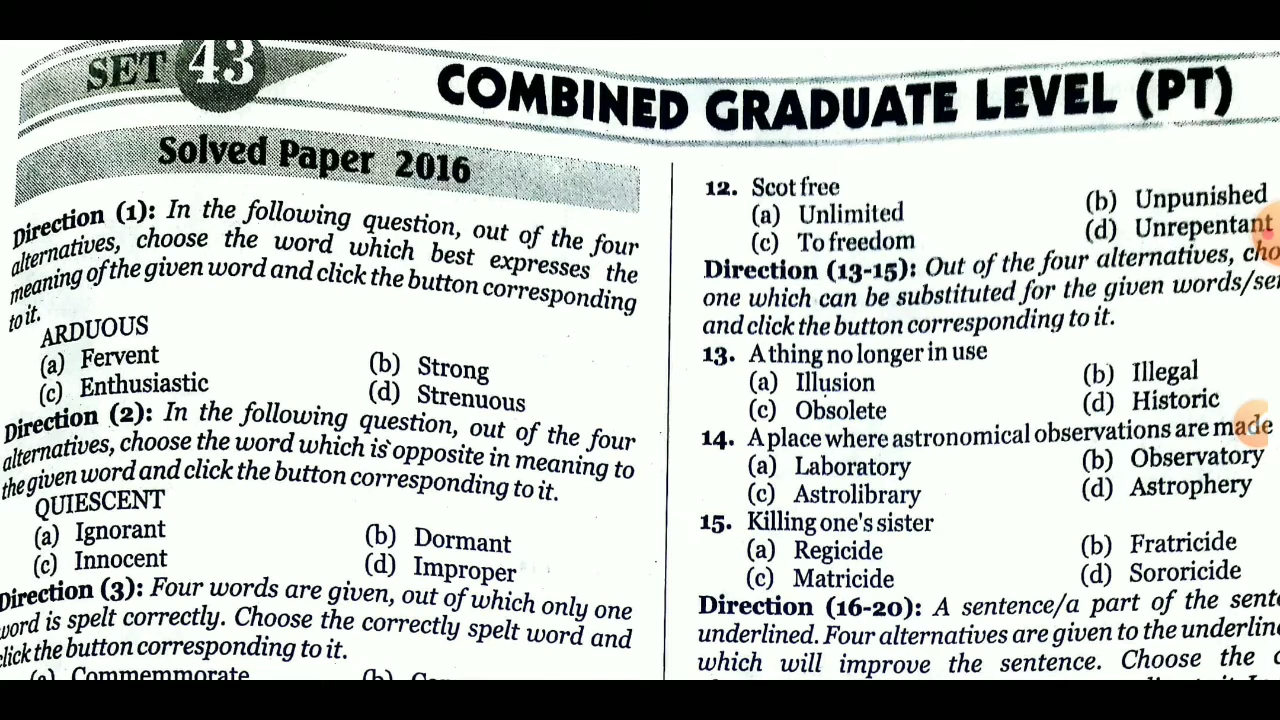 SET 43
COMBINED GRADUATE LEVEL (PT)
Solved Paper 2016
Direction (1): In the following question, out of the four
alternatives, choose the word which best expresses the
meaning of the given word and click the button corresponding
to it.
ARDUOUS
(a) Fervent (b) Strong
(c) Enthusiastic (d) Strenuous
Direction (2): In the following question, out of the four
alternatives, choose the word which is opposite in meaning to
the given word and click the button corresponding to it.
QUIESCENT
(a) Ignorant (b) Dormant
(c) Innocent (d) Improper
Direction (3): Four words are given, out of which only one
word is spelt correctly. Choose the correctly spelt word and
click the button corresponding to it.
(a) Commemmorate (b)
12. Scot free
(a) Unlimited (b) Unpunished
(c) To freedom (d) Unrepentant
Direction (13-15): Out of the four alternatives, cho
one which can be substituted for the given words/se
and click the button corresponding to it.
13. A thing no longer in use
(a) Illusion (b) Illegal
(c) Obsolete (d) Historic
14. A place where astronomical observations are made
(a) Laboratory (b) Observatory
(c) Astrolibrary (d) Astrophery
15. Killing one's sister
(a) Regicide (b) Fratricide
(c) Matricide (d) Sororicide
Direction (16-20): A sentence/a part of the sent
underlined. Four alternatives are given to the underlin
which will improve the sentence. Choose the